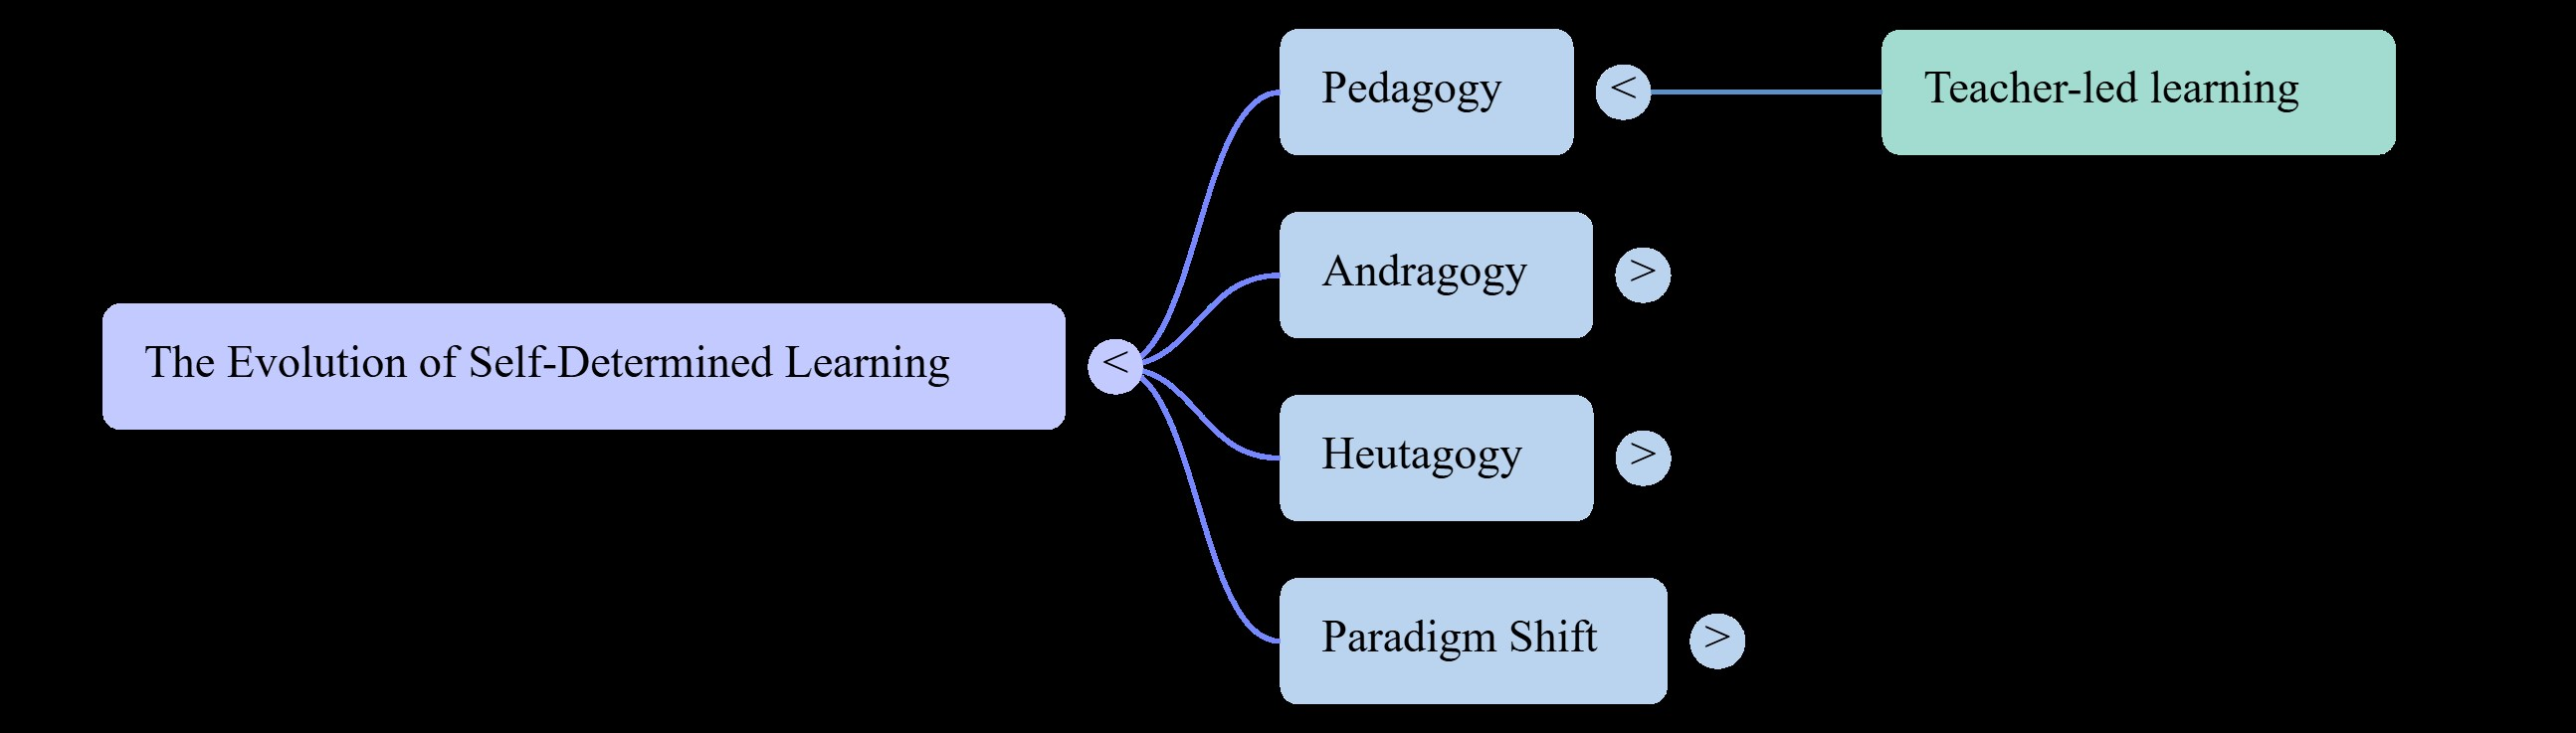 Pedagogy
<
Teacher-led learning
Andragogy
>
The Evolution of Self-Determined Learning
<
Heutagogy
>
Paradigm Shift
>